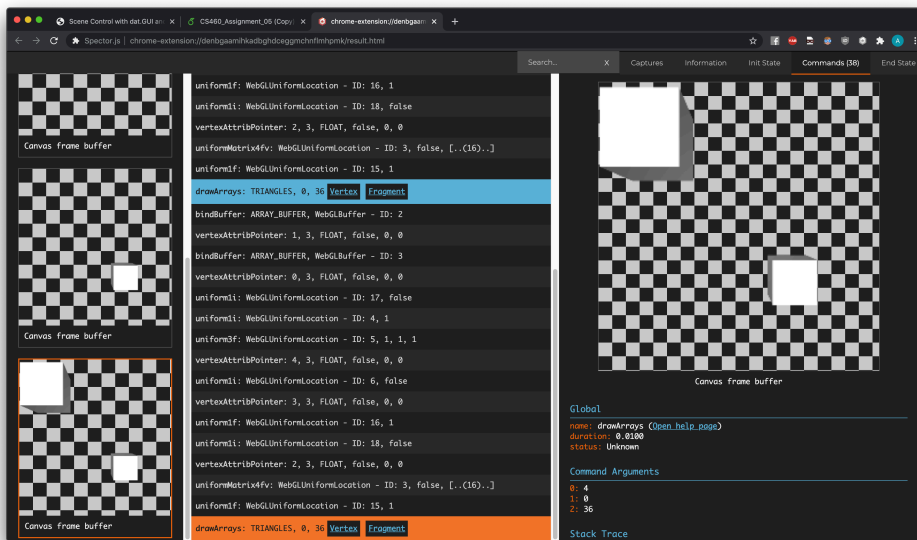 Scene Control with dat.GUI an
CS460_Assignment_05 (Copy)
chrome-extension://denbgaami
Spector.js | chrome-extension://denbgaamihkadbghdceggmchnflmhpmk/result.html
Search... X
Captures
Information
Init State
Commands (38)
End State
Canvas frame buffer
Canvas frame buffer
Canvas frame buffer
uniform1f: WebGLUniformLocation - ID: 16, 1
uniform1i: WebGLUniformLocation - ID: 18, false
vertexAttribPointer: 2, 3, FLOAT, false, 0, 0
uniformMatrix4fv: WebGLUniformLocation - ID: 3, false, [..(16)..]
uniform1f: WebGLUniformLocation - ID: 15, 1
drawArrays: TRIANGLES, 0, 36 Vertex Fragment
bindBuffer: ARRAY_BUFFER, WebGLBuffer - ID: 2
vertexAttribPointer: 1, 3, FLOAT, false, 0, 0
bindBuffer: ARRAY_BUFFER, WebGLBuffer - ID: 3
vertexAttribPointer: 0, 3, FLOAT, false, 0, 0
uniform1i: WebGLUniformLocation - ID: 17, false
uniform1i: WebGLUniformLocation - ID: 4, 1
uniform3f: WebGLUniformLocation - ID: 5, 1, 1, 1
vertexAttribPointer: 4, 3, FLOAT, false, 0, 0
uniform1i: WebGLUniformLocation - ID: 6, false
vertexAttribPointer: 3, 3, FLOAT, false, 0, 0
uniform1f: WebGLUniformLocation - ID: 16, 1
uniform1i: WebGLUniformLocation - ID: 18, false
vertexAttribPointer: 2, 3, FLOAT, false, 0, 0
uniformMatrix4fv: WebGLUniformLocation - ID: 3, false, [..(16)..]
uniform1f: WebGLUniformLocation - ID: 15, 1
drawArrays: TRIANGLES, 0, 36 Vertex Fragment
Canvas frame buffer
Global
name: drawArrays (Open help page)
duration: 0.0100
status: Unknown
Command Arguments
0: 4
1: 0
2: 36
Stack Trace